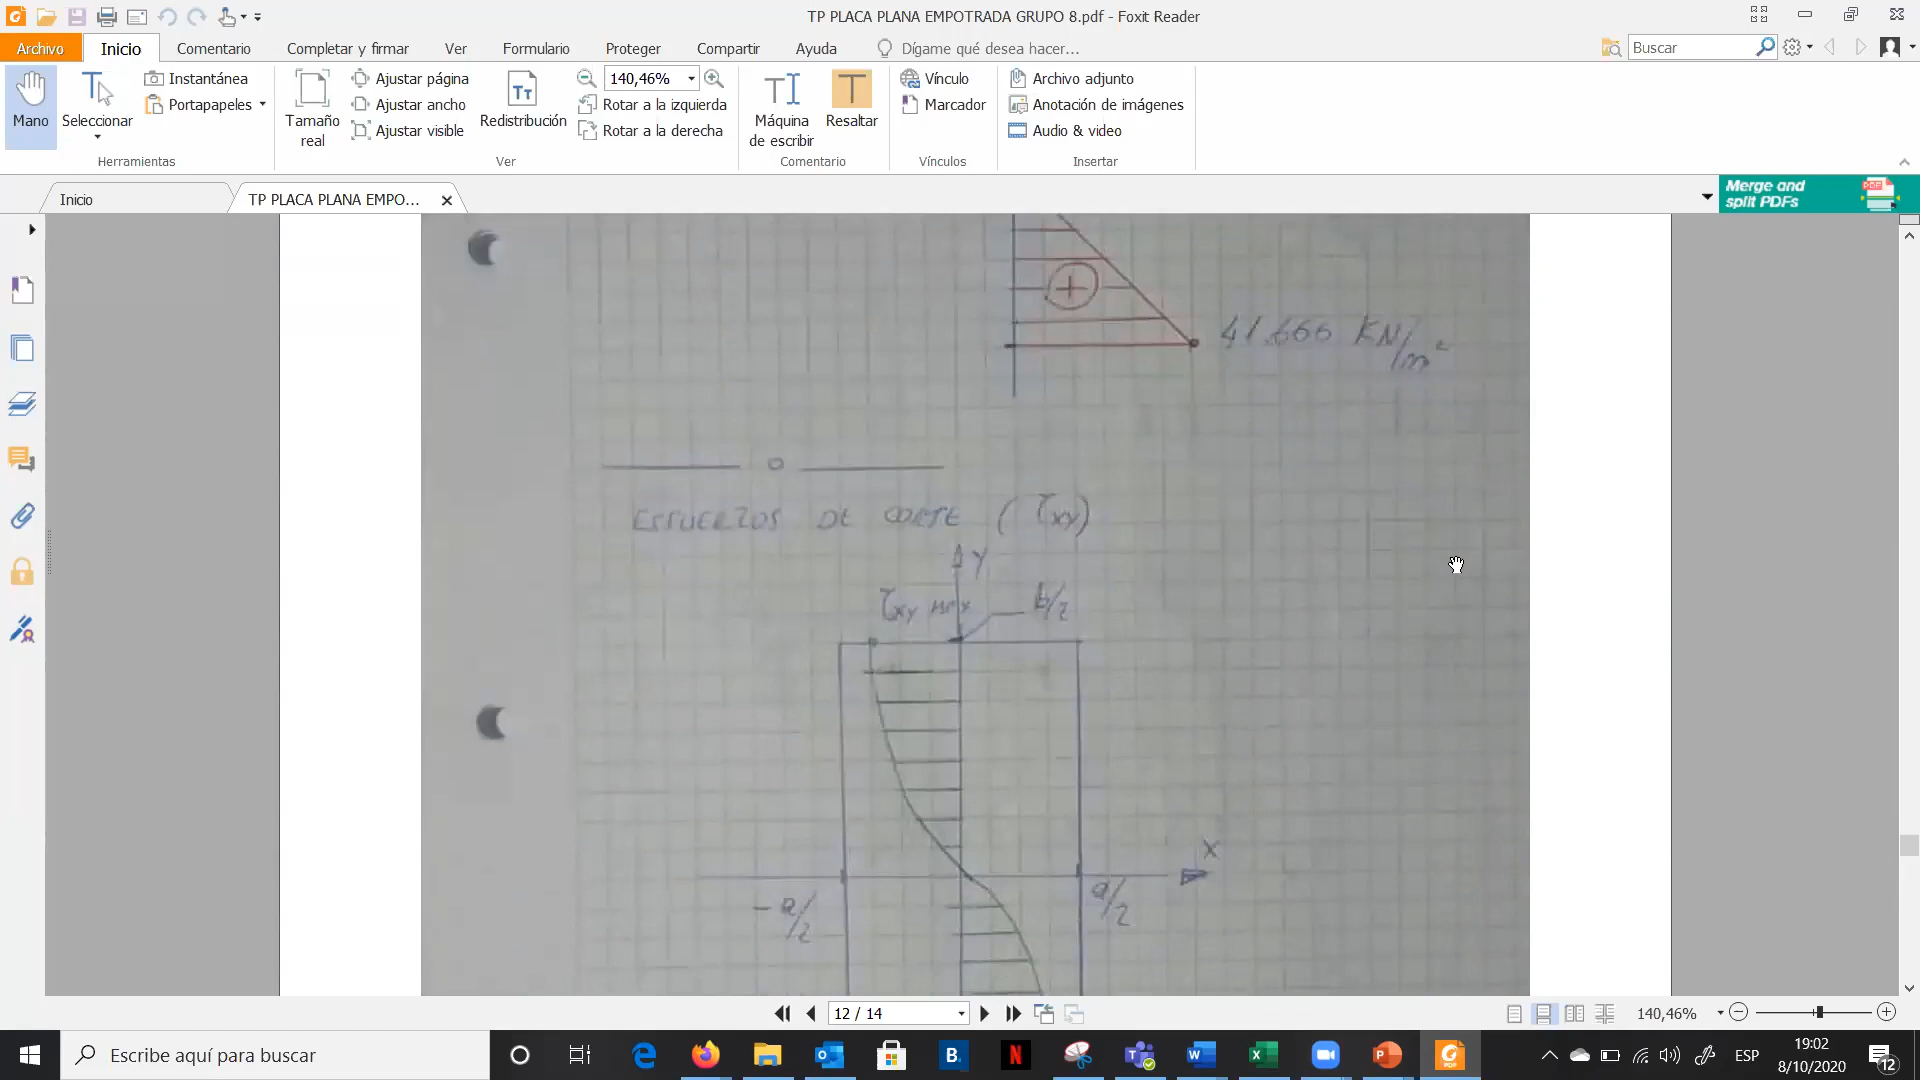 TP PLACA PLANA EMPOTRADA GRUPO 8.pdf - Foxit Reader
Archivo Inicio Comentario Completar y firmar Ver Formulario Proteger Compartir Ayuda Dígame qué desea hacer... Buscar
Mano
Seleccionar
Instantánea
Portapapeles
Herramientas
Tamaño real
Ajustar página
Ajustar ancho
Ajustar visible
Redistribución
140,46%
Rotar a la izquierda
Rotar a la derecha
Ver
Máquina de escribir
Resaltar
Comentario
Vínculo
Marcador
Vínculos
Archivo adjunto
Anotación de imágenes
Audio & video
Insertar
Inicio
TP PLACA PLANA EMPO...
Merge and
split PDFs
+
41.666 KN/m²
ESFUERZOS DE CORTE (τxy)
Y
τxy MAX
b/2
X
-a/2
a/2
12 / 14
140,46%
Escribe aquí para buscar
ESP
19:02
8/10/2020
12